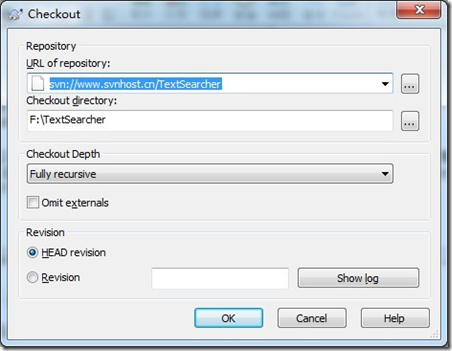 Checkout
Repository
URL of repository:
svn://www.svnhost.cn/TextSearcher
...
Checkout directory:
F:\TextSearcher
...
Checkout Depth
Fully recursive
Omit externals
Revision
HEAD revision
Revision
Show log
OK
Cancel
Help